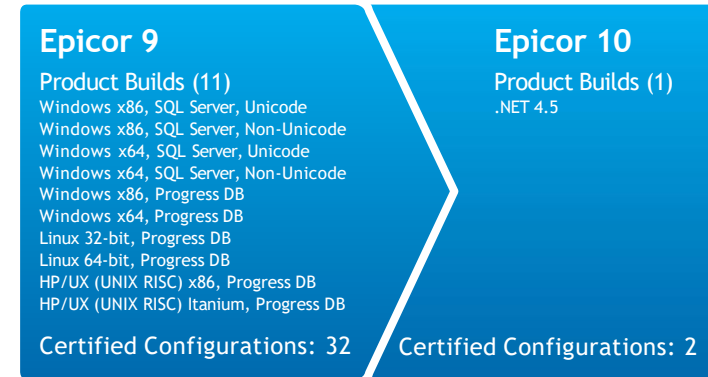 Epicor 9
Product Builds (11)
Windows x86, SQL Server, Unicode
Windows x86, SQL Server, Non-Unicode
Windows x64, SQL Server, Unicode
Windows x64, SQL Server, Non-Unicode
Windows x86, Progress DB
Windows x64, Progress DB
Linux 32-bit, Progress DB
Linux 64-bit, Progress DB
HP/UX (UNIX RISC) x86, Progress DB
HP/UX (UNIX RISC) Itanium, Progress DB
Certified Configurations: 32
Epicor 10
Product Builds (1)
.NET 4.5
Certified Configurations: 2